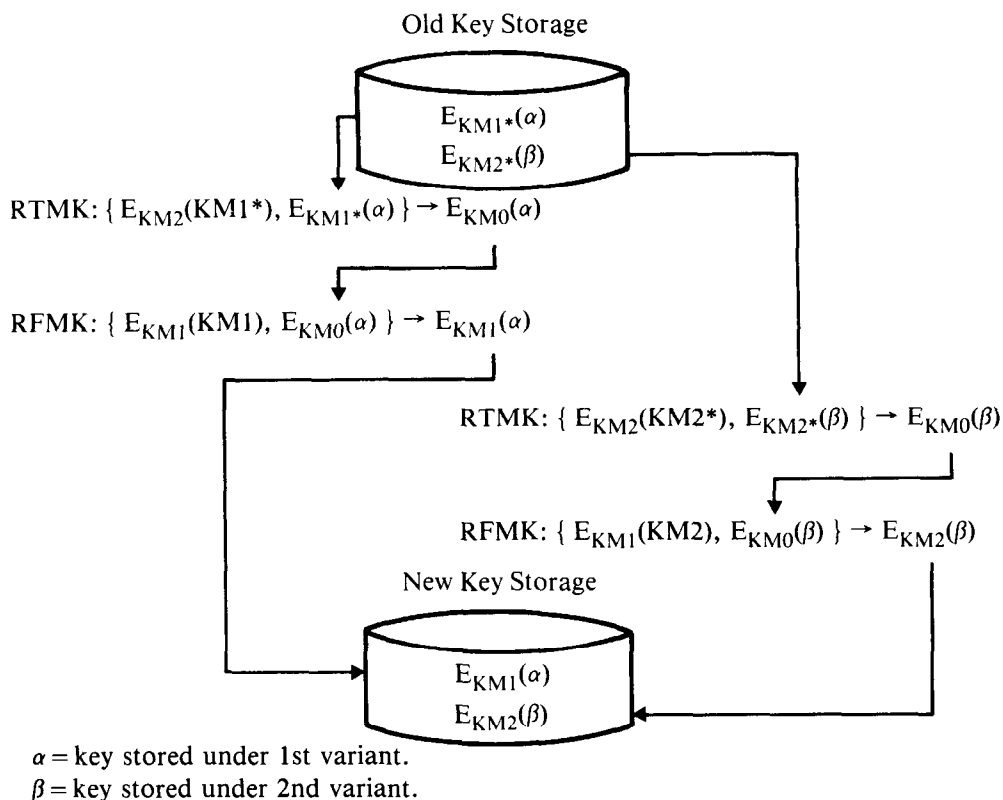 Old Key Storage
E_KM1*(α)
E_KM2*(β)
RTMK: { E_KM2(KM1*), E_KM1*(α) } → E_KM0(α)
RFMK: { E_KM1(KM1), E_KM0(α) } → E_KM1(α)
RTMK: { E_KM2(KM2*), E_KM2*(β) } → E_KM0(β)
RFMK: { E_KM1(KM2), E_KM0(β) } → E_KM2(β)
New Key Storage
E_KM1(α)
E_KM2(β)
α = key stored under 1st variant.
β = key stored under 2nd variant.